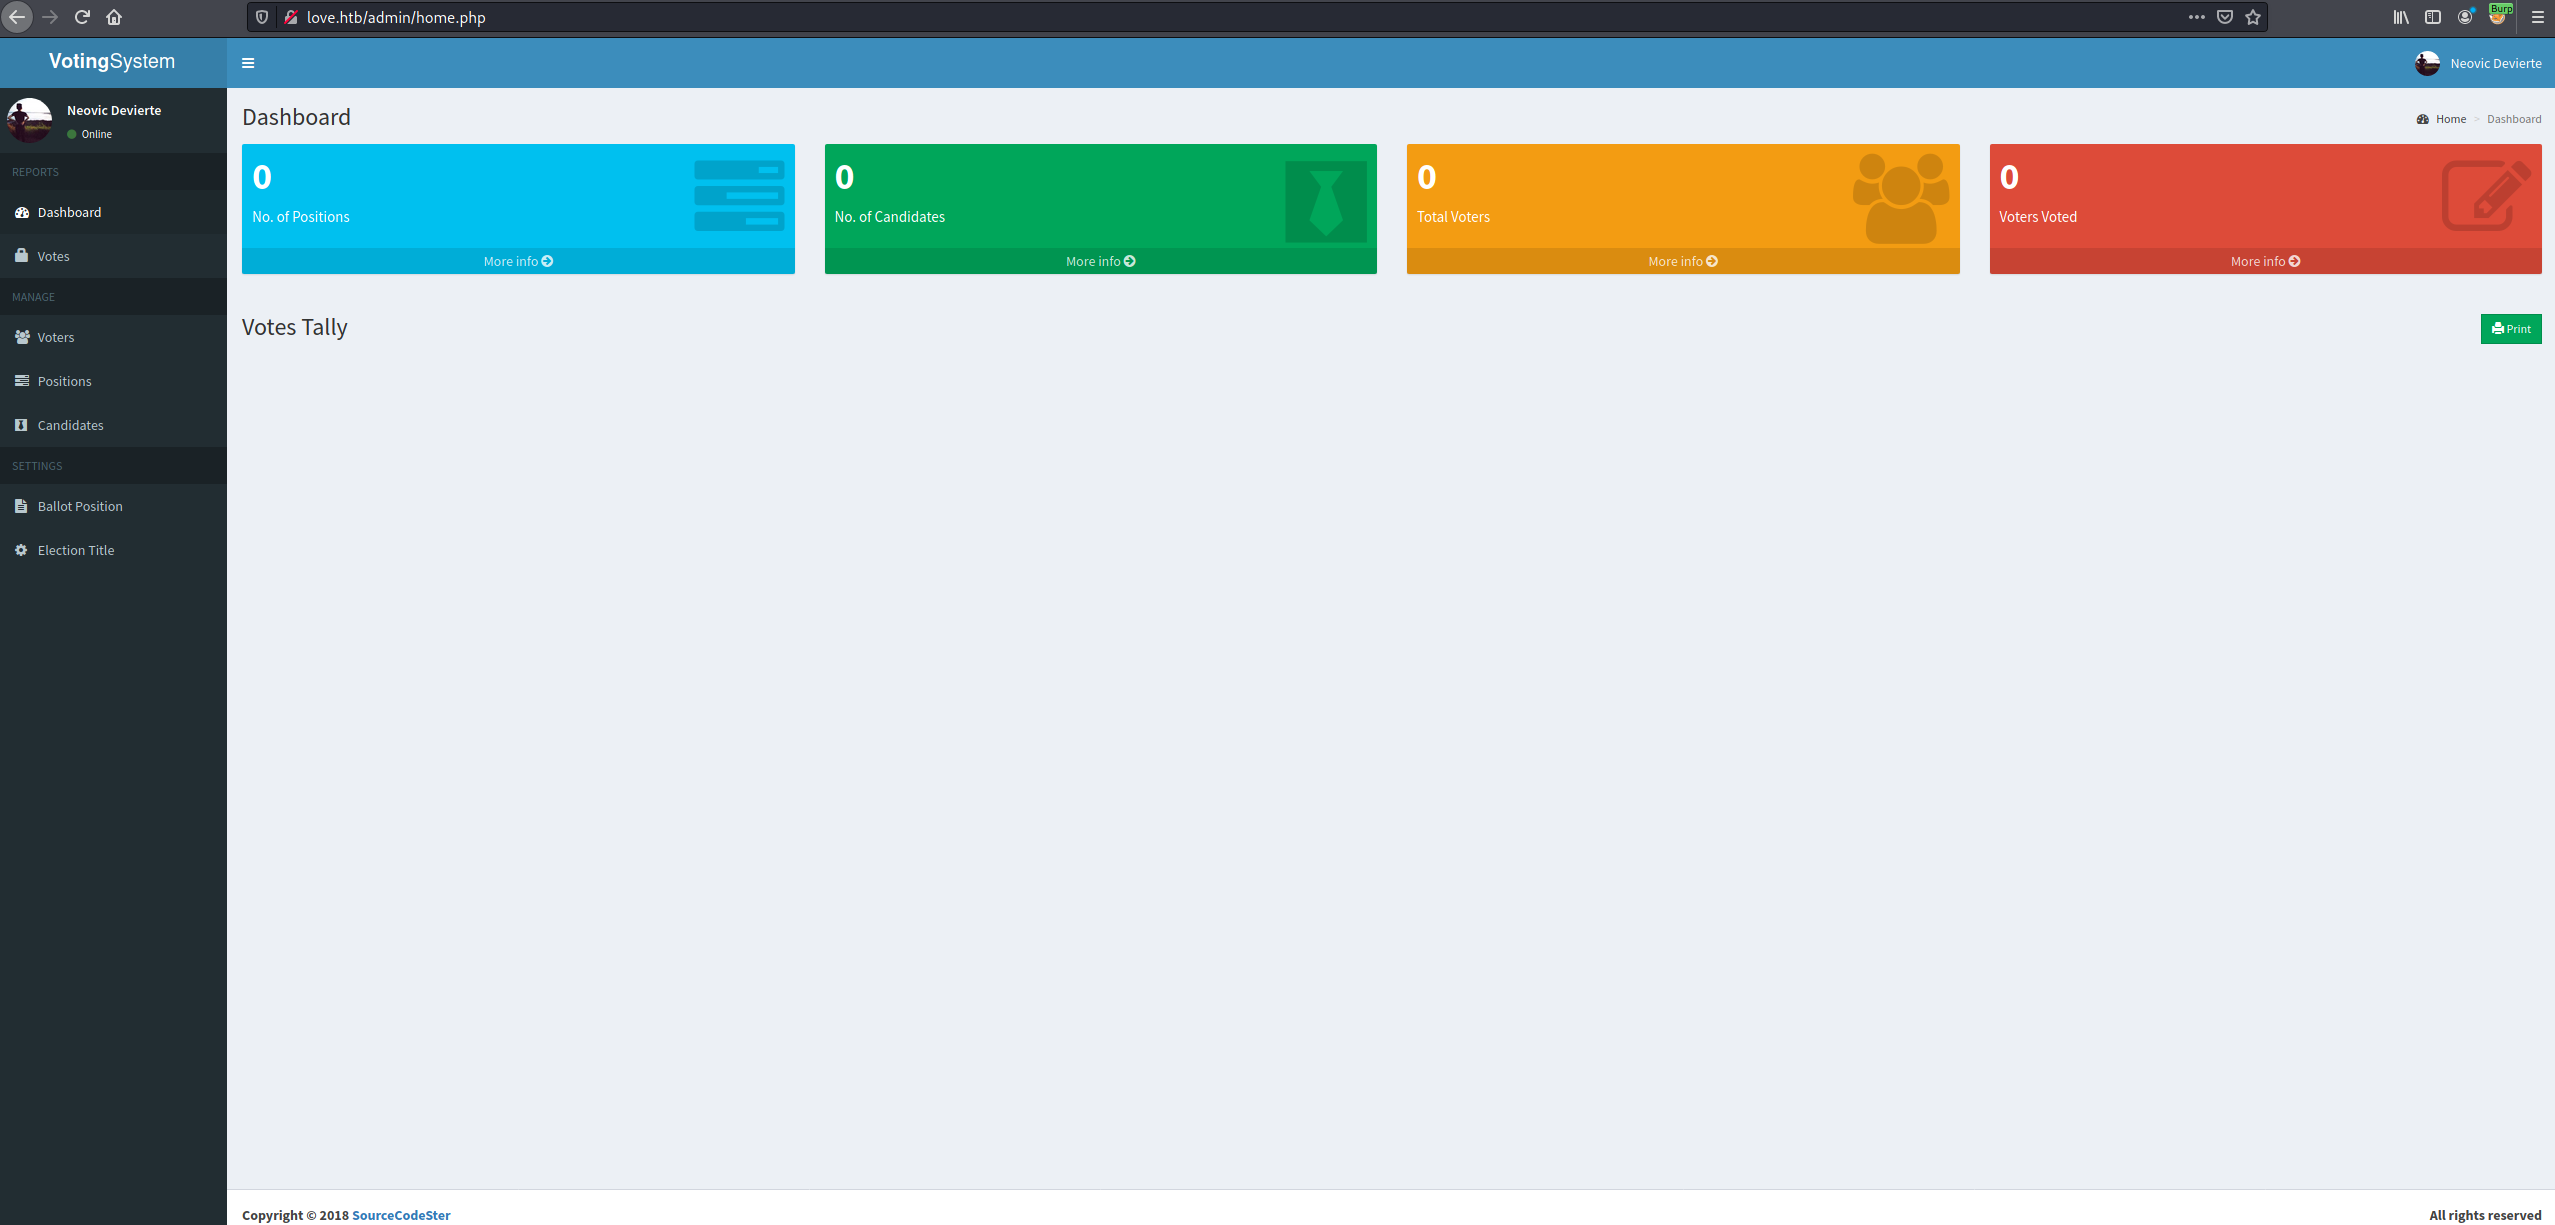 love.htb/admin/home.php
Burp
VotingSystem
Neovic Devierte
Neovic Devierte
Online
REPORTS
Dashboard
Votes
MANAGE
Voters
Positions
Candidates
SETTINGS
Ballot Position
Election Title
Dashboard
Home > Dashboard
0
No. of Positions
More info
0
No. of Candidates
More info
0
Total Voters
More info
0
Voters Voted
More info
Votes Tally
Print
Copyright © 2018 SourceCodeSter
All rights reserved